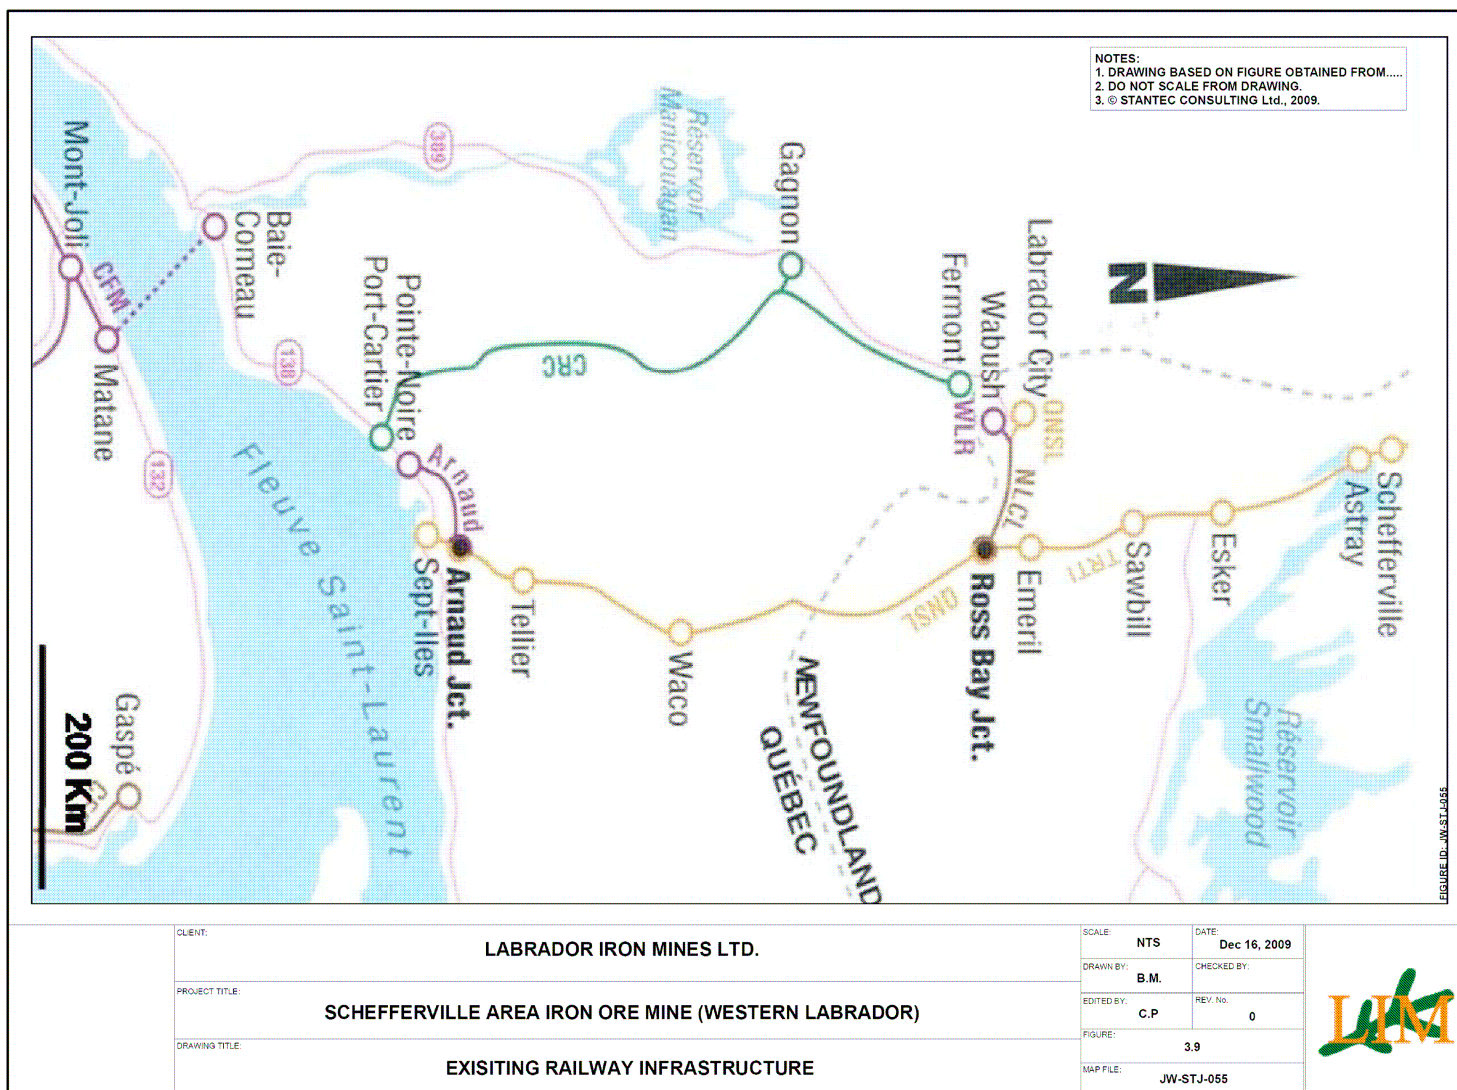 NOTES:
1. DRAWING BASED ON FIGURE OBTAINED FROM.....
2. DO NOT SCALE FROM DRAWING.
3. © STANTEC CONSULTING Ltd., 2009.
Mont-Joli
CFM
Matane
Baie-
Comeau
389
138
132
Réservoir
Manicouagan
Gagnon
CRC
Port-Cartier
Pointe-Noire
Arnaud
Sept-Iles
Arnaud Jct.
Tellier
Waco
Fermont
WLR
Wabush
Labrador City
QNSL
NLCL
QNSL
Ross Bay Jct.
Emeril
TRTI
Sawbill
Esker
Astray
Schefferville
N
Réservoir
Smallwood
NEWFOUNDLAND
QUÉBEC
Fleuve Saint-Laurent
Gaspé
200 Km
FIGURE ID: JW-STJ-055
CLIENT:
LABRADOR IRON MINES LTD.
PROJECT TITLE:
SCHEFFERVILLE AREA IRON ORE MINE (WESTERN LABRADOR)
DRAWING TITLE:
EXISITING RAILWAY INFRASTRUCTURE
SCALE:
NTS
DATE:
Dec 16, 2009
DRAWN BY:
B.M.
CHECKED BY:
EDITED BY:
C.P
REV. No.
0
FIGURE:
3.9
MAP FILE:
JW-STJ-055
LIM